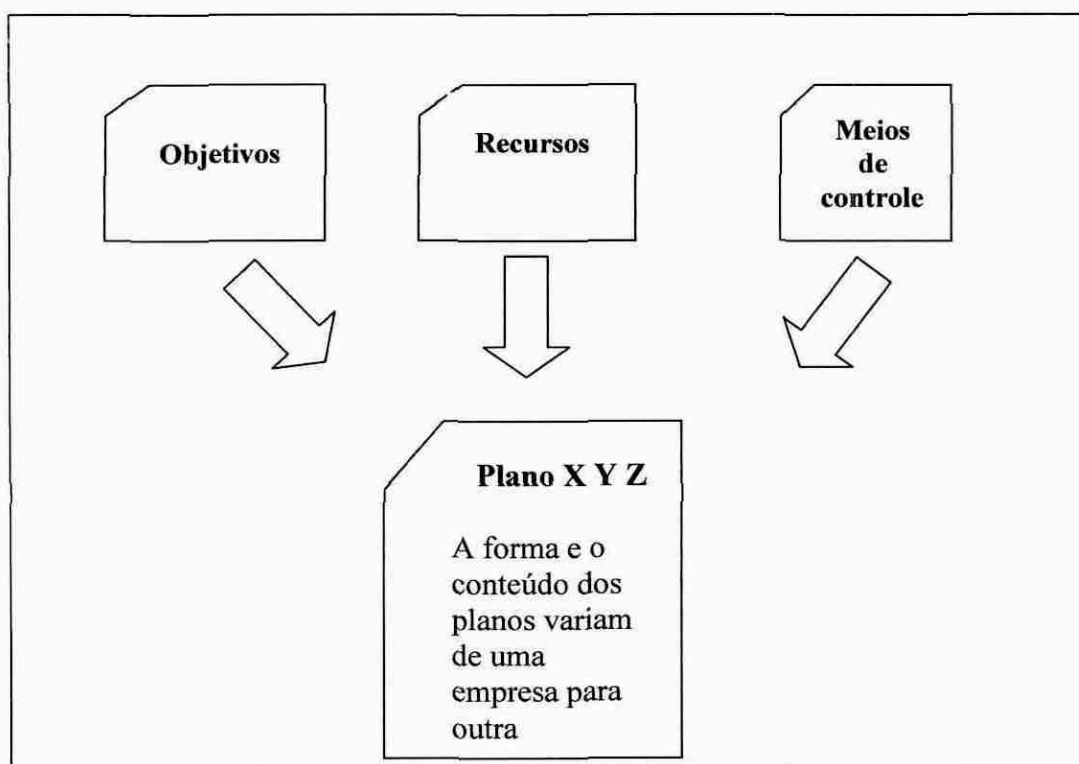 Objetivos
Recursos
Meios
de
controle
Plano X Y Z
A forma e o
conteúdo dos
planos variam
de uma
empresa para
outra